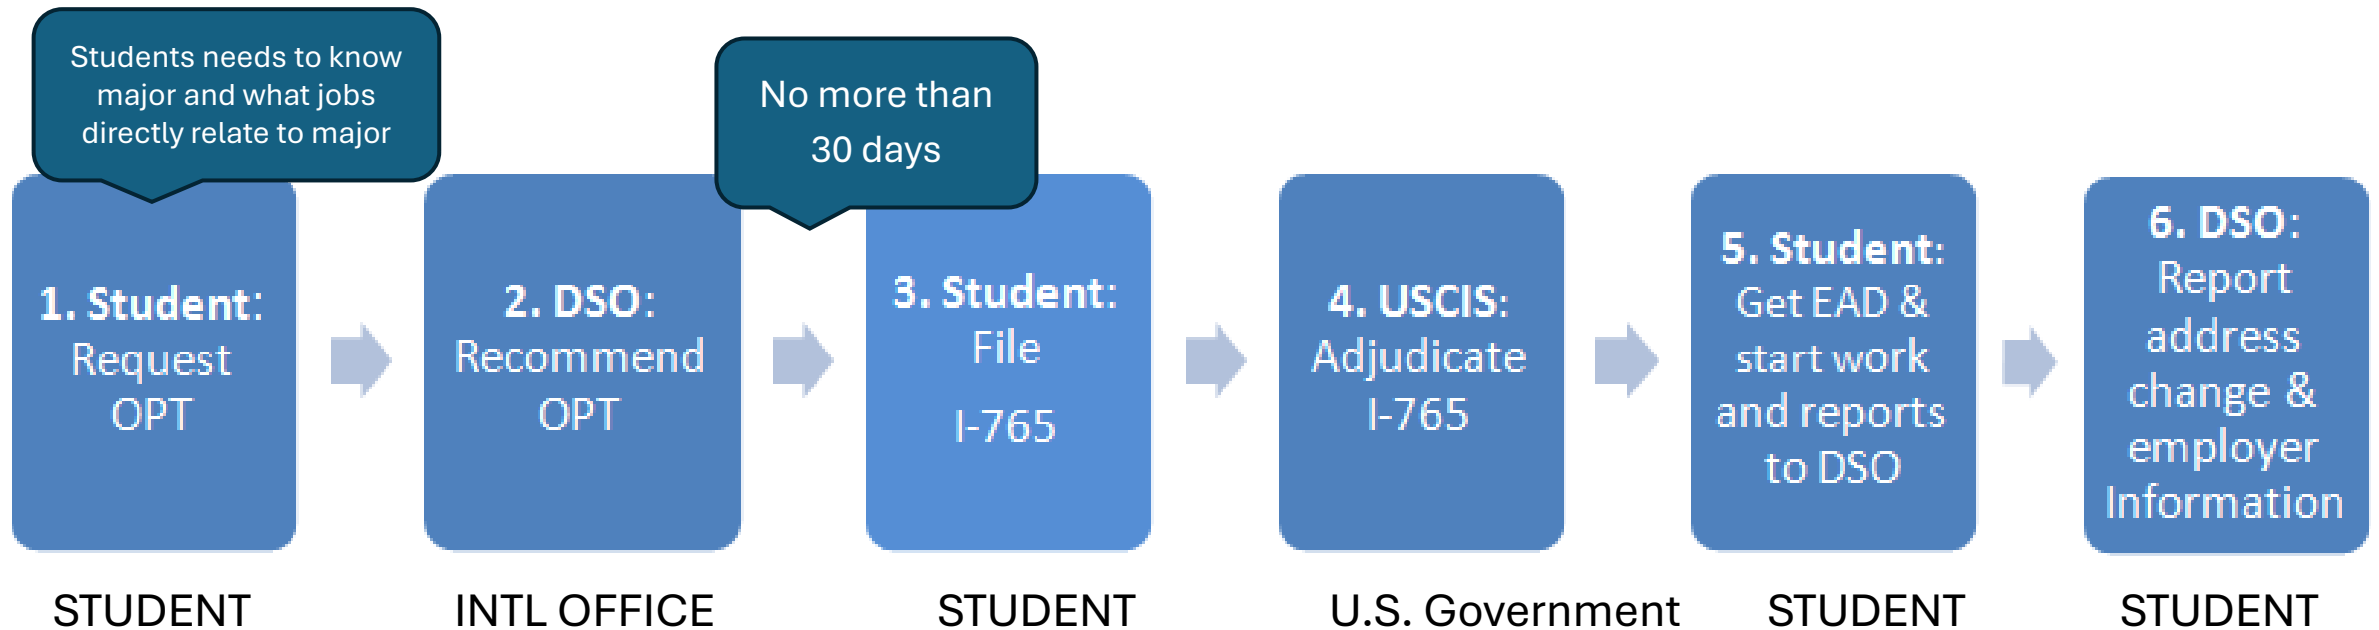 Students needs to know
major and what jobs
directly relate to major
No more than
30 days
1. Student:
Request
OPT
2. DSO:
Recommend
OPT
3. Student:
File
I-765
4. USCIS:
Adjudicate
I-765
5. Student:
Get EAD &
start work
and reports
to DSO
6. DSO:
Report
address
change &
employer
Information
STUDENT
INTL OFFICE
STUDENT
U.S. Government
STUDENT
STUDENT